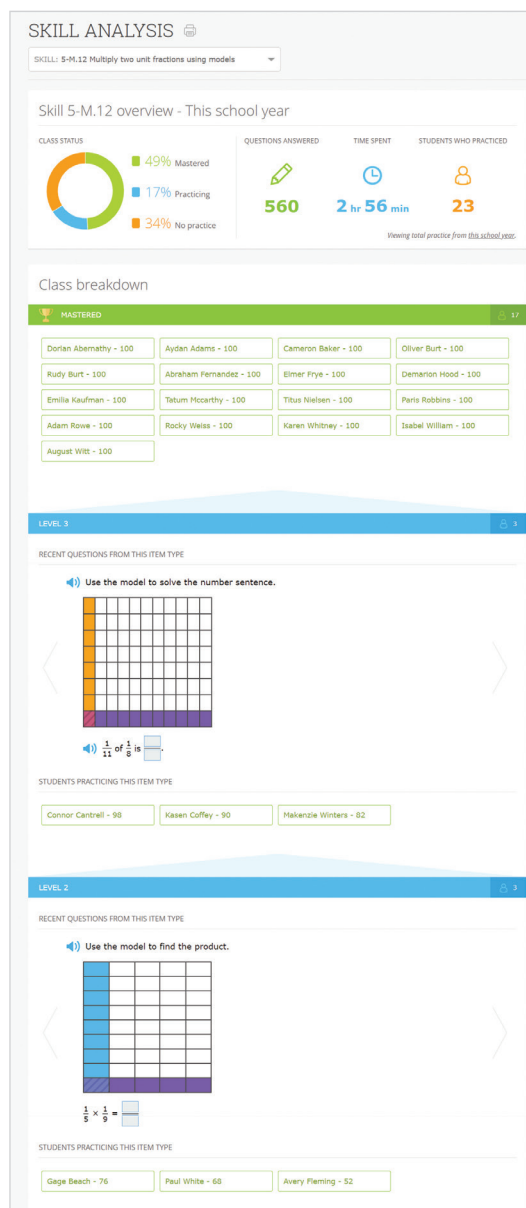 SKILL ANALYSIS
SKILL: 5-M.12 Multiply two unit fractions using models
Skill 5-M.12 overview - This school year
CLASS STATUS
49% Mastered
17% Practicing
34% No practice
QUESTIONS ANSWERED
560
TIME SPENT
2 hr 56 min
STUDENTS WHO PRACTICED
23
Viewing total practice from this school year.
Class breakdown
MASTERED 17
Dorian Abernathy - 100 Aydan Adams - 100 Cameron Baker - 100 Oliver Burt - 100
Rudy Burt - 100 Abraham Fernandez - 100 Elmer Frye - 100 Demarion Hood - 100
Emilia Kaufman - 100 Tatum Mccarthy - 100 Titus Nielsen - 100 Paris Robbins - 100
Adam Rowe - 100 Rocky Weiss - 100 Karen Whitney - 100 Isabel William - 100
August Witt - 100
LEVEL 3 3
RECENT QUESTIONS FROM THIS ITEM TYPE
Use the model to solve the number sentence.
1/11 of 1/8 is .
STUDENTS PRACTICING THIS ITEM TYPE
Connor Cantrell - 98 Kasen Coffey - 90 Makenzie Winters - 82
LEVEL 2 3
RECENT QUESTIONS FROM THIS ITEM TYPE
Use the model to find the product.
1/5 × 1/9 =
STUDENTS PRACTICING THIS ITEM TYPE
Gage Beach - 76 Paul White - 68 Avery Fleming - 52